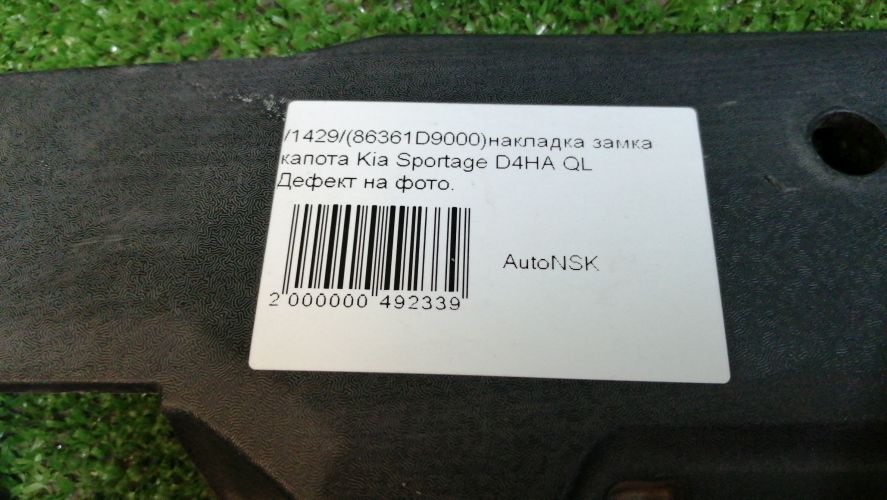 /1429/(86361D9000)накладка замка
капота Kia Sportage D4HA QL
Дефект на фото.
AutoNSK
2 000000 492339